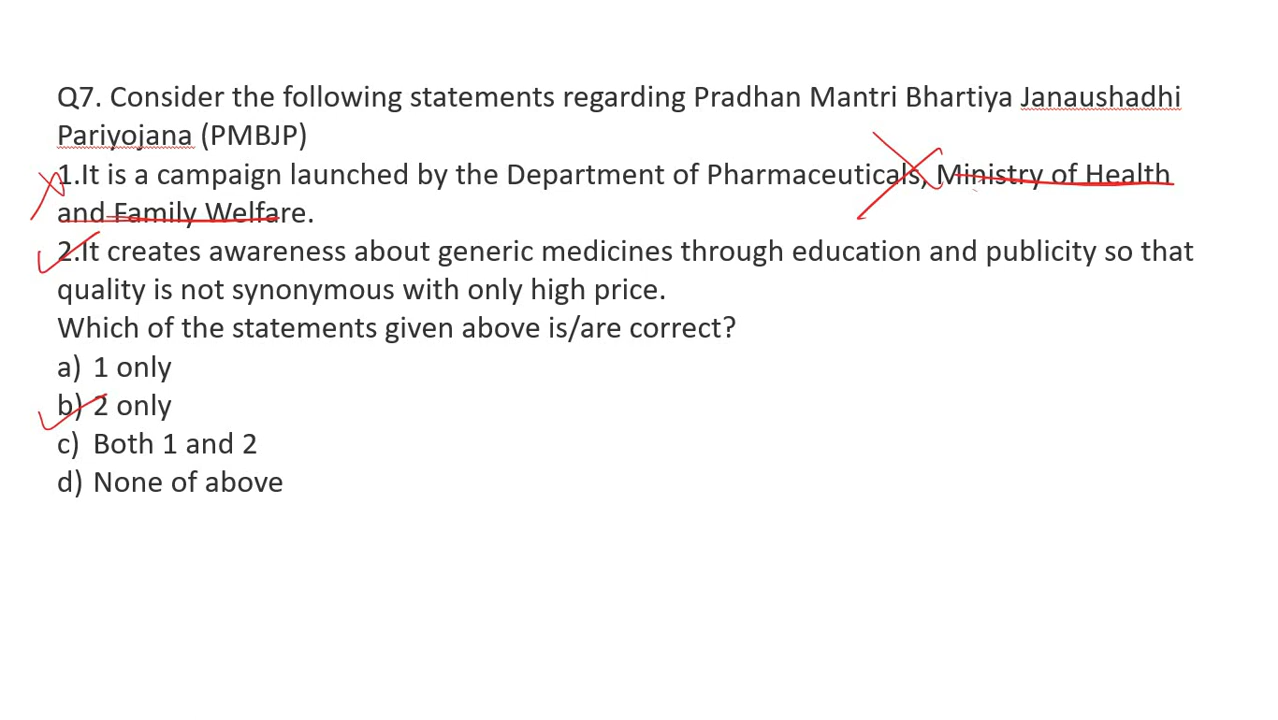 Q7. Consider the following statements regarding Pradhan Mantri Bhartiya Janaushadhi
Pariyojana (PMBJP)
1.It is a campaign launched by the Department of Pharmaceuticals, Ministry of Health
and Family Welfare.
2.It creates awareness about generic medicines through education and publicity so that
quality is not synonymous with only high price.
Which of the statements given above is/are correct?
a) 1 only
b) 2 only
c) Both 1 and 2
d) None of above